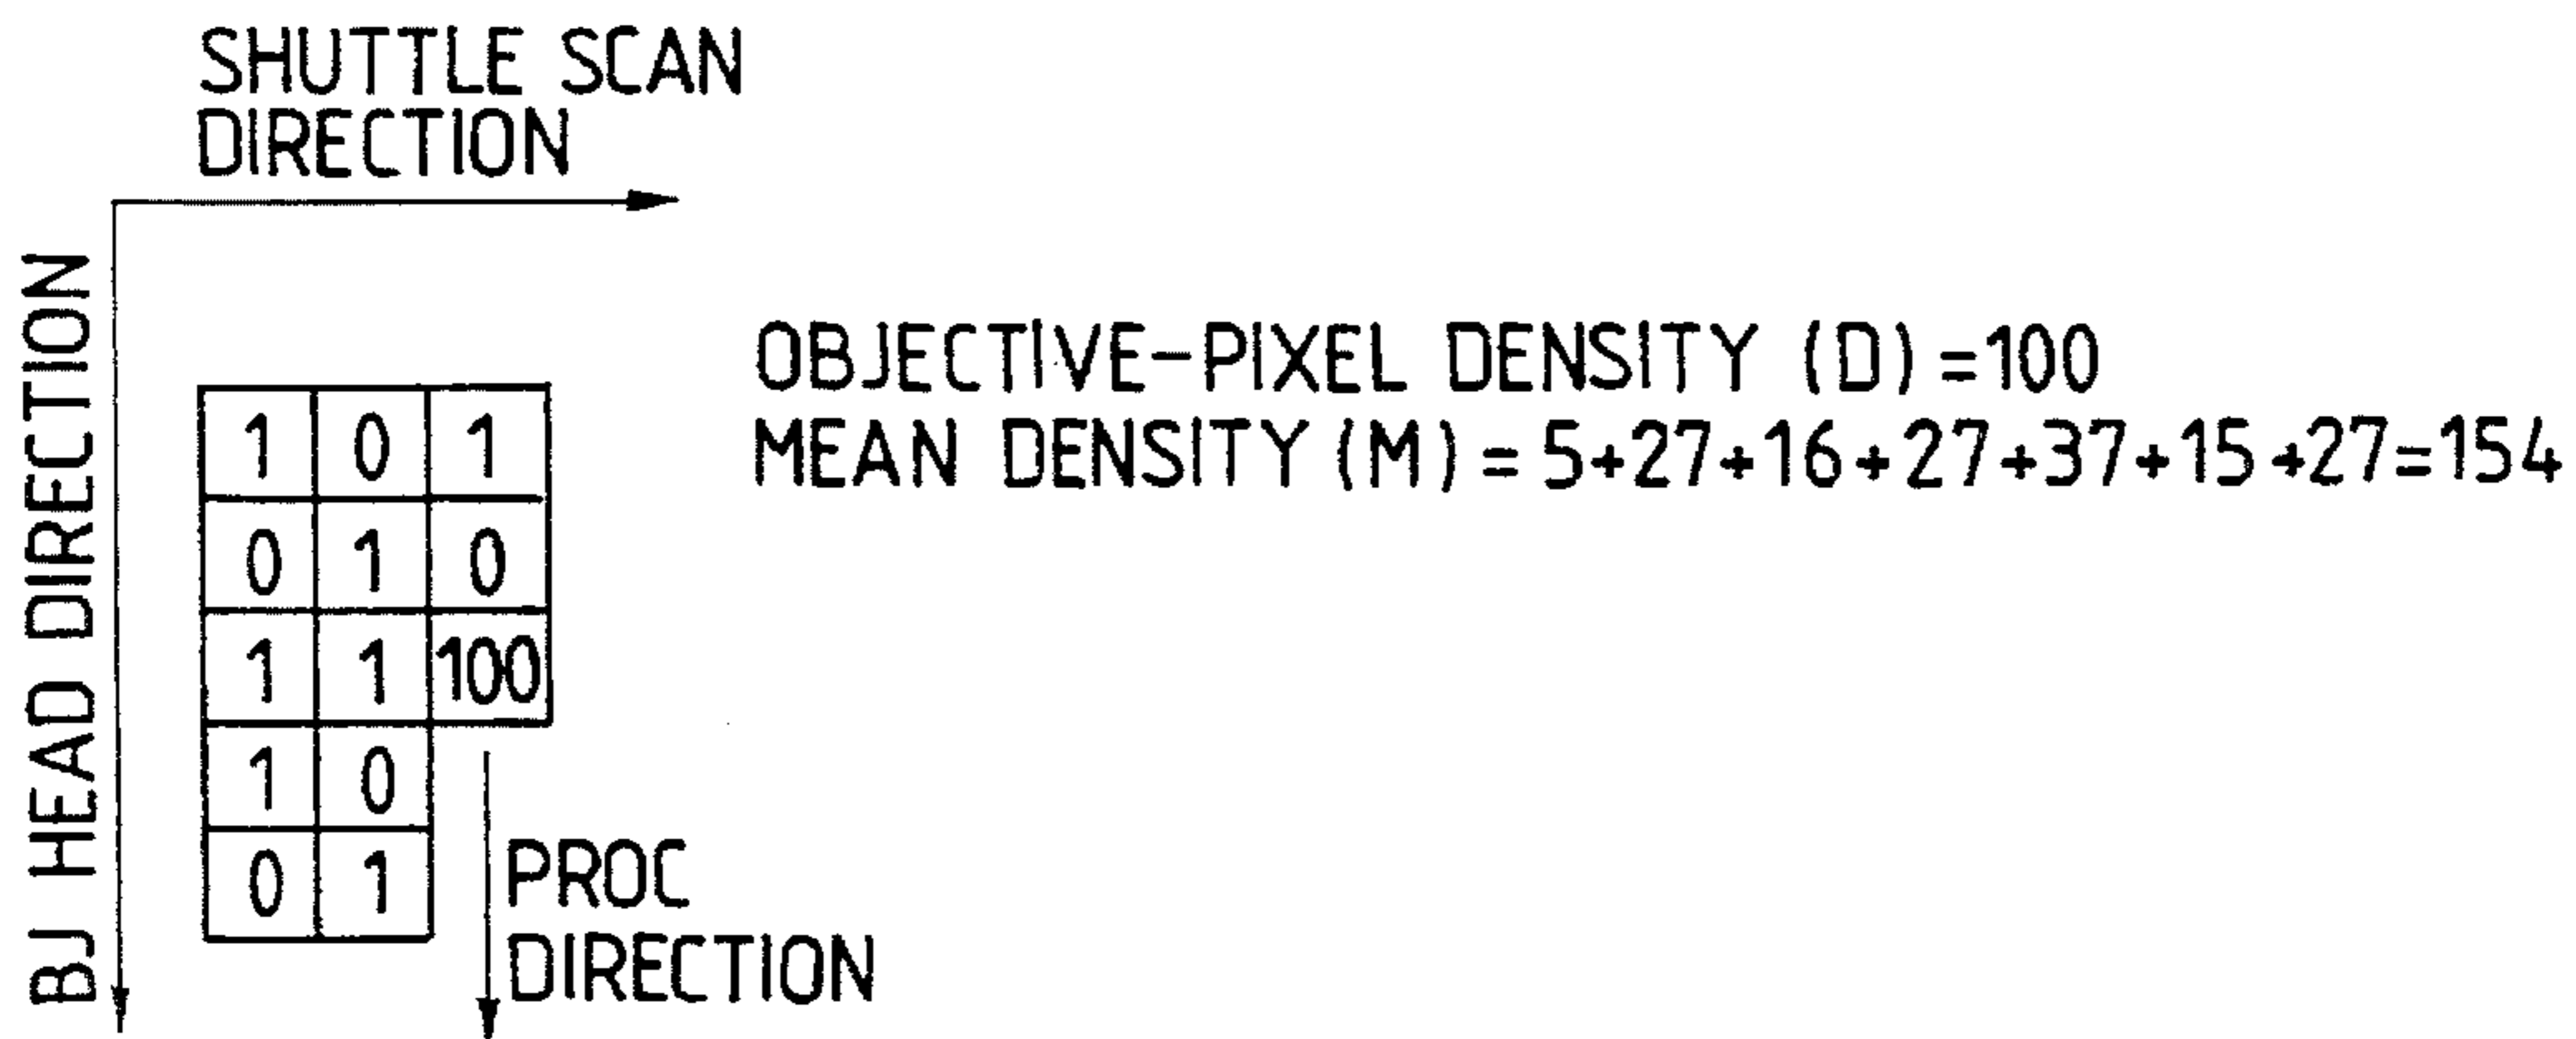 SHUTTLE SCAN
DIRECTION
BJ HEAD DIRECTION
OBJECTIVE-PIXEL DENSITY (D) =100
MEAN DENSITY (M) = 5+27+16+27+37+15+27=154
1 0 1
0 1 0
1 1 100
1 0
0 1
PROC
DIRECTION